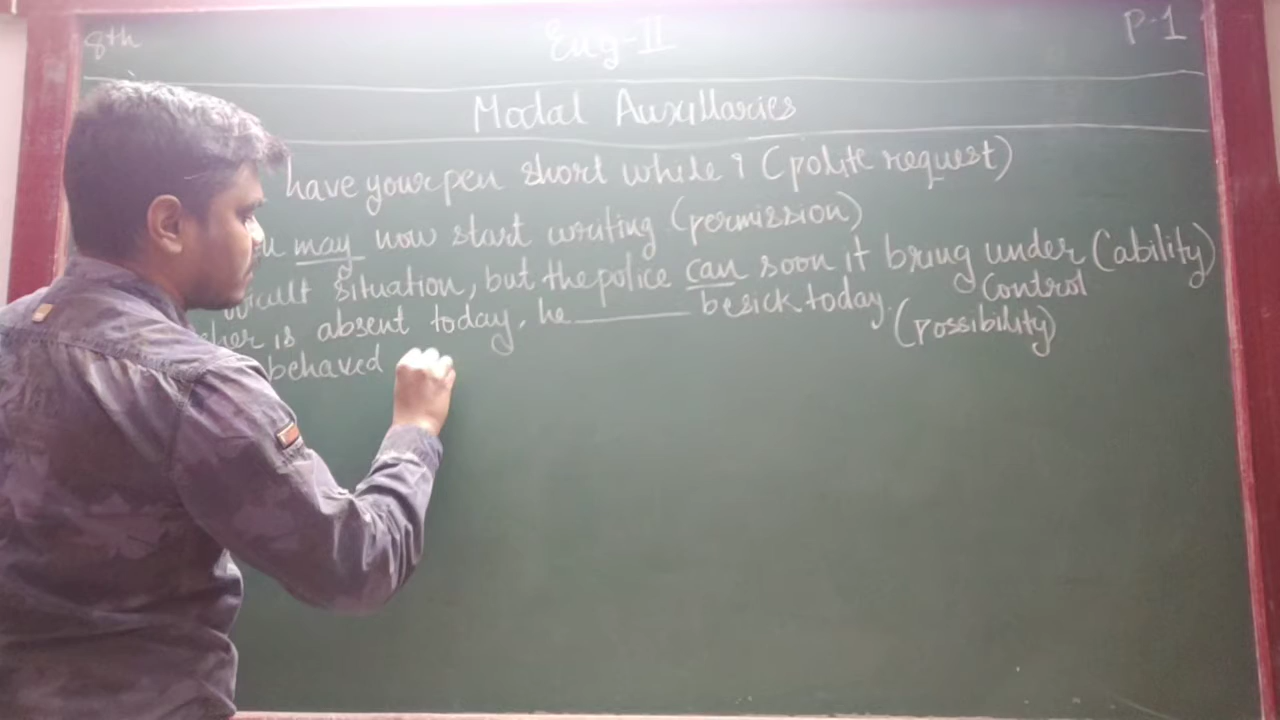 8th Eng-II P-1
Modal Auxillaries
have your pen short while ? (polite request)
may now start writing (permission)
situation, but the police can soon it bring under (ability)
control
is absent today, he ______ be sick today. (possibility)
behaved